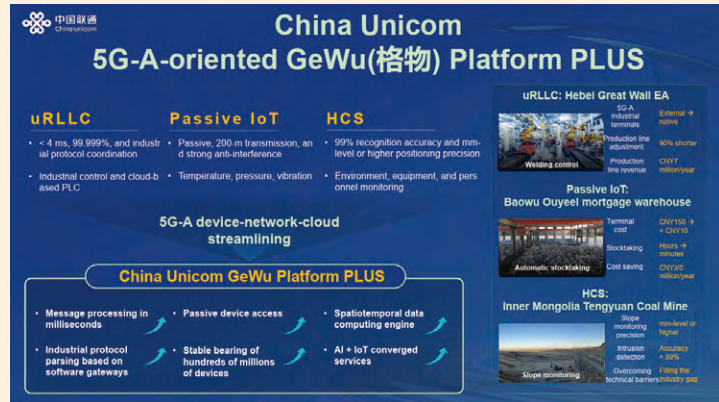 中国联通
China unicom
China Unicom
5G-A-oriented GeWu(格物) Platform PLUS
uRLLC
• < 4 ms, 99.999%, and industr
ial protocol coordination
• Industrial control and cloud-b
ased PLC
Passive IoT
• Passive, 200-m transmission, an
d strong anti-interference
• Temperature, pressure, vibration
HCS
• 99% recognition accuracy and mm-
level or higher positioning precision
• Environment, equipment, and pers
onnel monitoring
5G-A device-network-cloud
streamlining
China Unicom GeWu Platform PLUS
• Message processing in
milliseconds
• Passive device access
• Spatiotemporal data
computing engine
• Industrial protocol
parsing based on
software gateways
• Stable bearing of
hundreds of millions
of devices
• AI + IoT converged
services
uRLLC: Hebei Great Wall EA
Welding control
5G-A
industrial
terminals
External →
native
Production line
adjustment
90% shorter
Production
line revenue
CNY7
million/year
Passive IoT:
Baowu Ouyeel mortgage warehouse
Automatic stocktaking
Terminal
cost
CNY150 →
< CNY10
Stocktaking
Hours →
minutes
Cost saving
CNYX0
million/year
HCS:
Inner Mongolia Tengyuan Coal Mine
Slope monitoring
Slope
monitoring
precision
mm-level or
higher
Intrusion
detection
Accuracy
> 99%
Overcoming
technical barriers
Filling the
industry gap